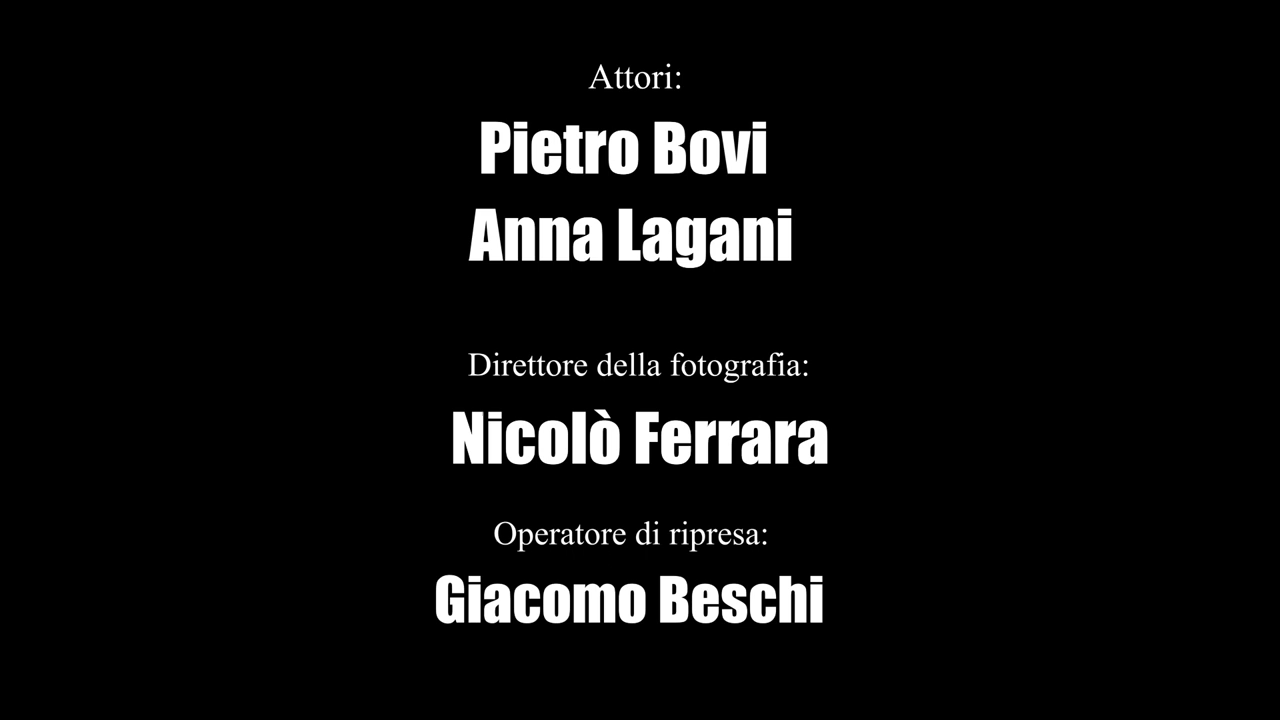 Attori:
Pietro Bovi
Anna Lagani
Direttore della fotografia:
Nicolò Ferrara
Operatore di ripresa:
Giacomo Beschi